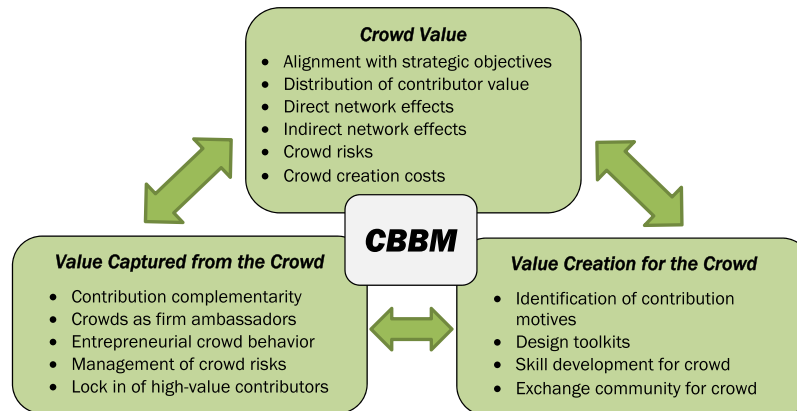 Crowd Value
• Alignment with strategic objectives
• Distribution of contributor value
• Direct network effects
• Indirect network effects
• Crowd risks
• Crowd creation costs
CBBM
Value Captured from the Crowd
• Contribution complementarity
• Crowds as firm ambassadors
• Entrepreneurial crowd behavior
• Management of crowd risks
• Lock in of high-value contributors
Value Creation for the Crowd
• Identification of contribution
motives
• Design toolkits
• Skill development for crowd
• Exchange community for crowd